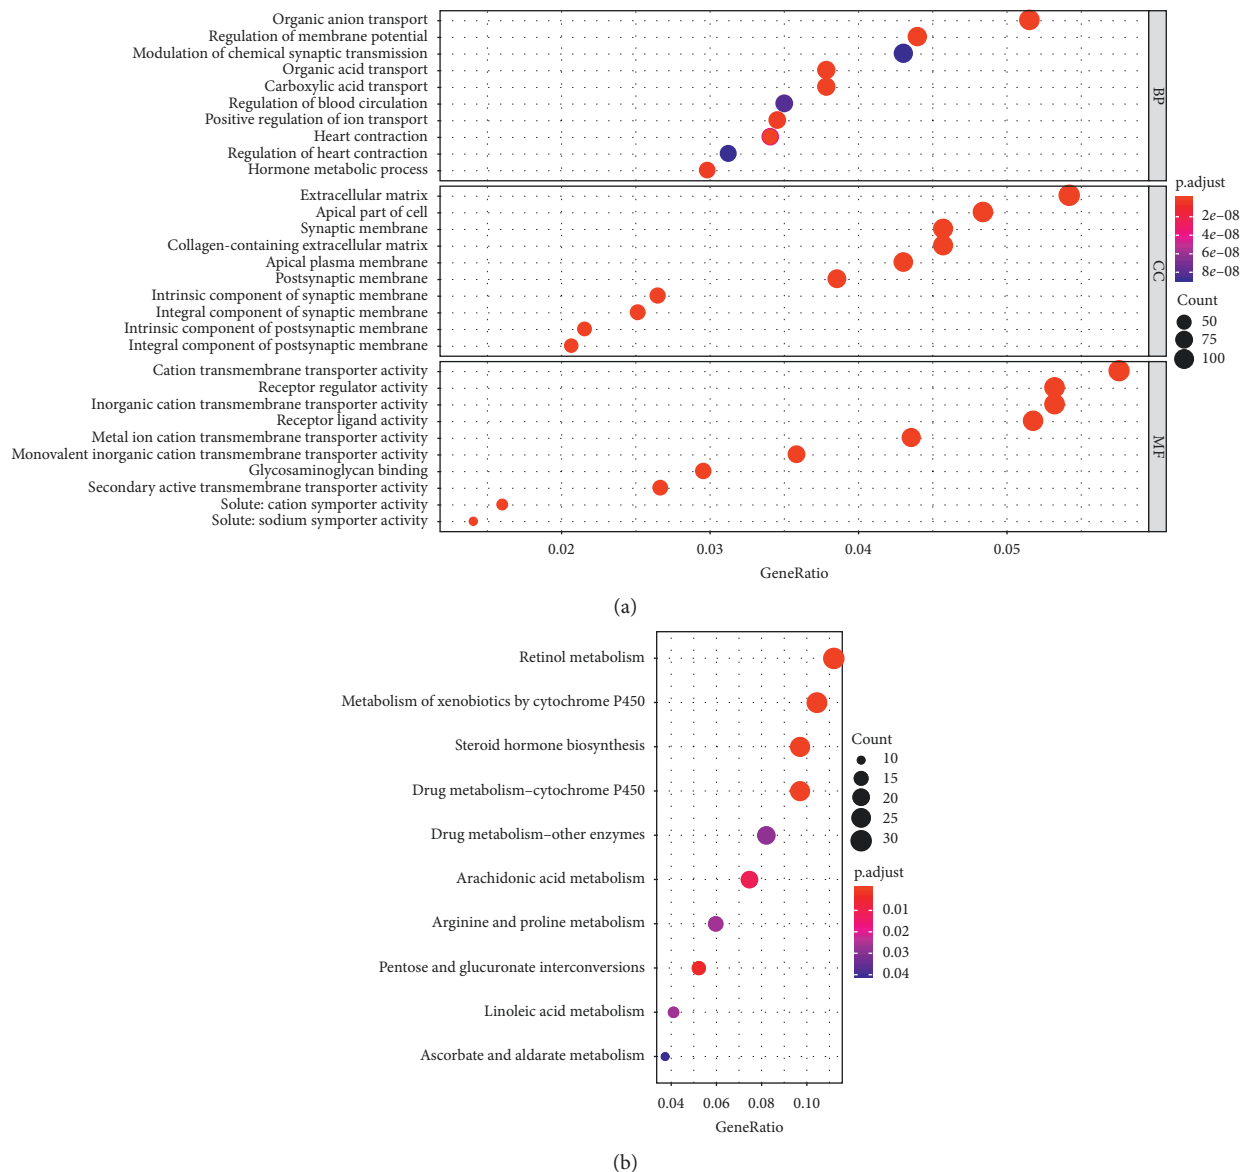 Organic anion transport
Regulation of membrane potential
Modulation of chemical synaptic transmission
Organic acid transport
Carboxylic acid transport
Regulation of blood circulation
Positive regulation of ion transport
Heart contraction
Regulation of heart contraction
Hormone metabolic process
BP
Extracellular matrix
Apical part of cell
Synaptic membrane
Collagen-containing extracellular matrix
Apical plasma membrane
Postsynaptic membrane
Intrinsic component of synaptic membrane
Integral component of synaptic membrane
Intrinsic component of postsynaptic membrane
Integral component of postsynaptic membrane
CC
Cation transmembrane transporter activity
Receptor regulator activity
Inorganic cation transmembrane transporter activity
Receptor ligand activity
Metal ion cation transmembrane transporter activity
Monovalent inorganic cation transmembrane transporter activity
Glycosaminoglycan binding
Secondary active transmembrane transporter activity
Solute: cation symporter activity
Solute: sodium symporter activity
MF
0.02 0.03 0.04 0.05
GeneRatio
p.adjust
2e–08
4e–08
6e–08
8e–08
Count
50
75
100
(a)
Retinol metabolism
Metabolism of xenobiotics by cytochrome P450
Steroid hormone biosynthesis
Drug metabolism–cytochrome P450
Drug metabolism–other enzymes
Arachidonic acid metabolism
Arginine and proline metabolism
Pentose and glucuronate interconversions
Linoleic acid metabolism
Ascorbate and aldarate metabolism
0.04 0.06 0.08 0.10
GeneRatio
Count
10
15
20
25
30
p.adjust
0.01
0.02
0.03
0.04
(b)